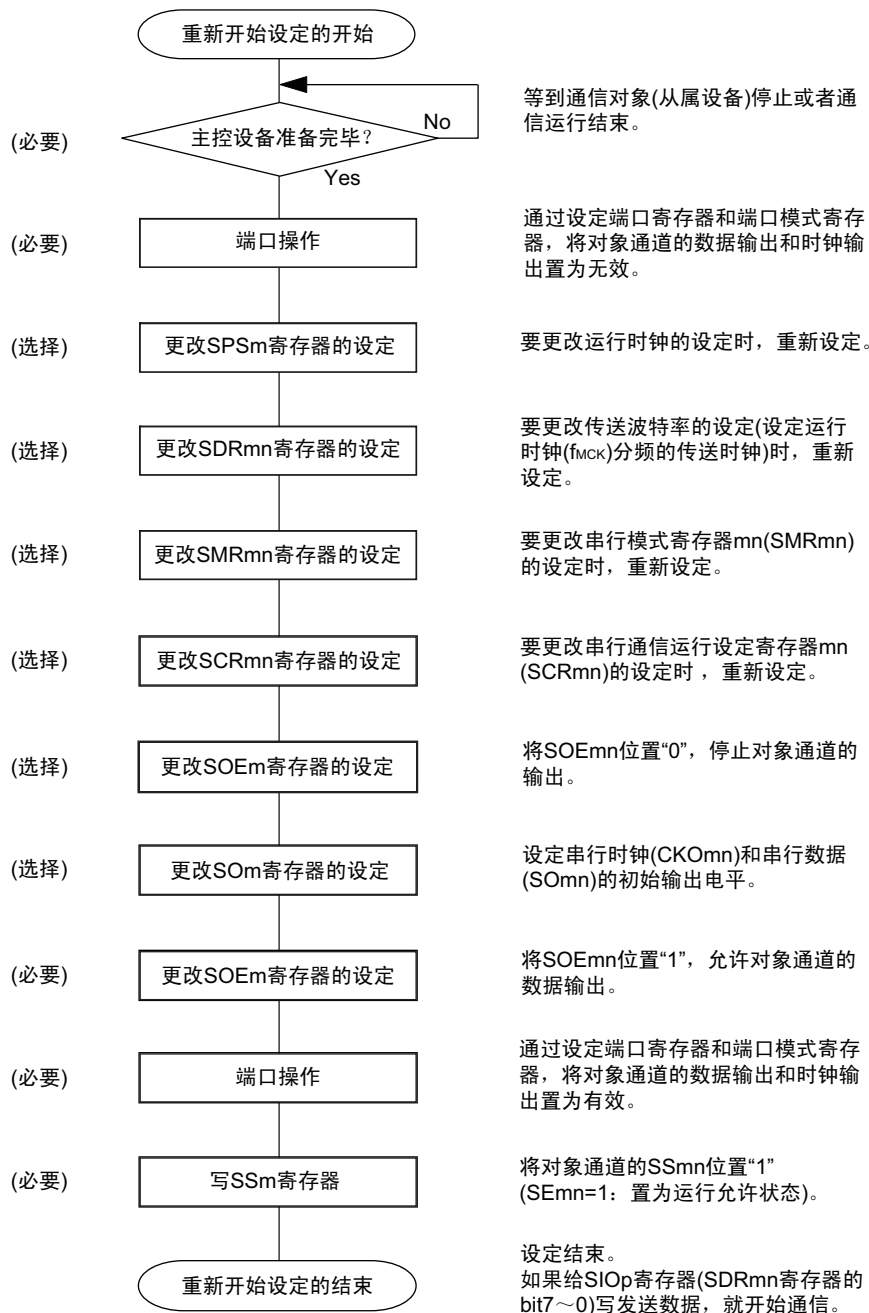 重新开始设定的开始
(必要)
主控设备准备完毕？
No
Yes
等到通信对象(从属设备)停止或者通
信运行结束。
(必要)
端口操作
通过设定端口寄存器和端口模式寄存
器，将对象通道的数据输出和时钟输
出置为无效。
(选择)
更改SPSm寄存器的设定
要更改运行时钟的设定时，重新设定。
(选择)
更改SDRmn寄存器的设定
要更改传送波特率的设定(设定运行
时钟(fMCK)分频的传送时钟)时，重新
设定。
(选择)
更改SMRmn寄存器的设定
要更改串行模式寄存器mn(SMRmn)
的设定时，重新设定。
(选择)
更改SCRmn寄存器的设定
要更改串行通信运行设定寄存器mn
(SCRmn)的设定时 ，重新设定。
(选择)
更改SOEm寄存器的设定
将SOEmn位置“0”，停止对象通道的
输出。
(选择)
更改SOm寄存器的设定
设定串行时钟(CKOmn)和串行数据
(SOmn)的初始输出电平。
(必要)
更改SOEm寄存器的设定
将SOEmn位置“1”，允许对象通道的
数据输出。
(必要)
端口操作
通过设定端口寄存器和端口模式寄存
器，将对象通道的数据输出和时钟输
出置为有效。
(必要)
写SSm寄存器
将对象通道的SSmn位置“1”
(SEmn=1：置为运行允许状态)。
重新开始设定的结束
设定结束。
如果给SIOp寄存器(SDRmn寄存器的
bit7～0)写发送数据，就开始通信。